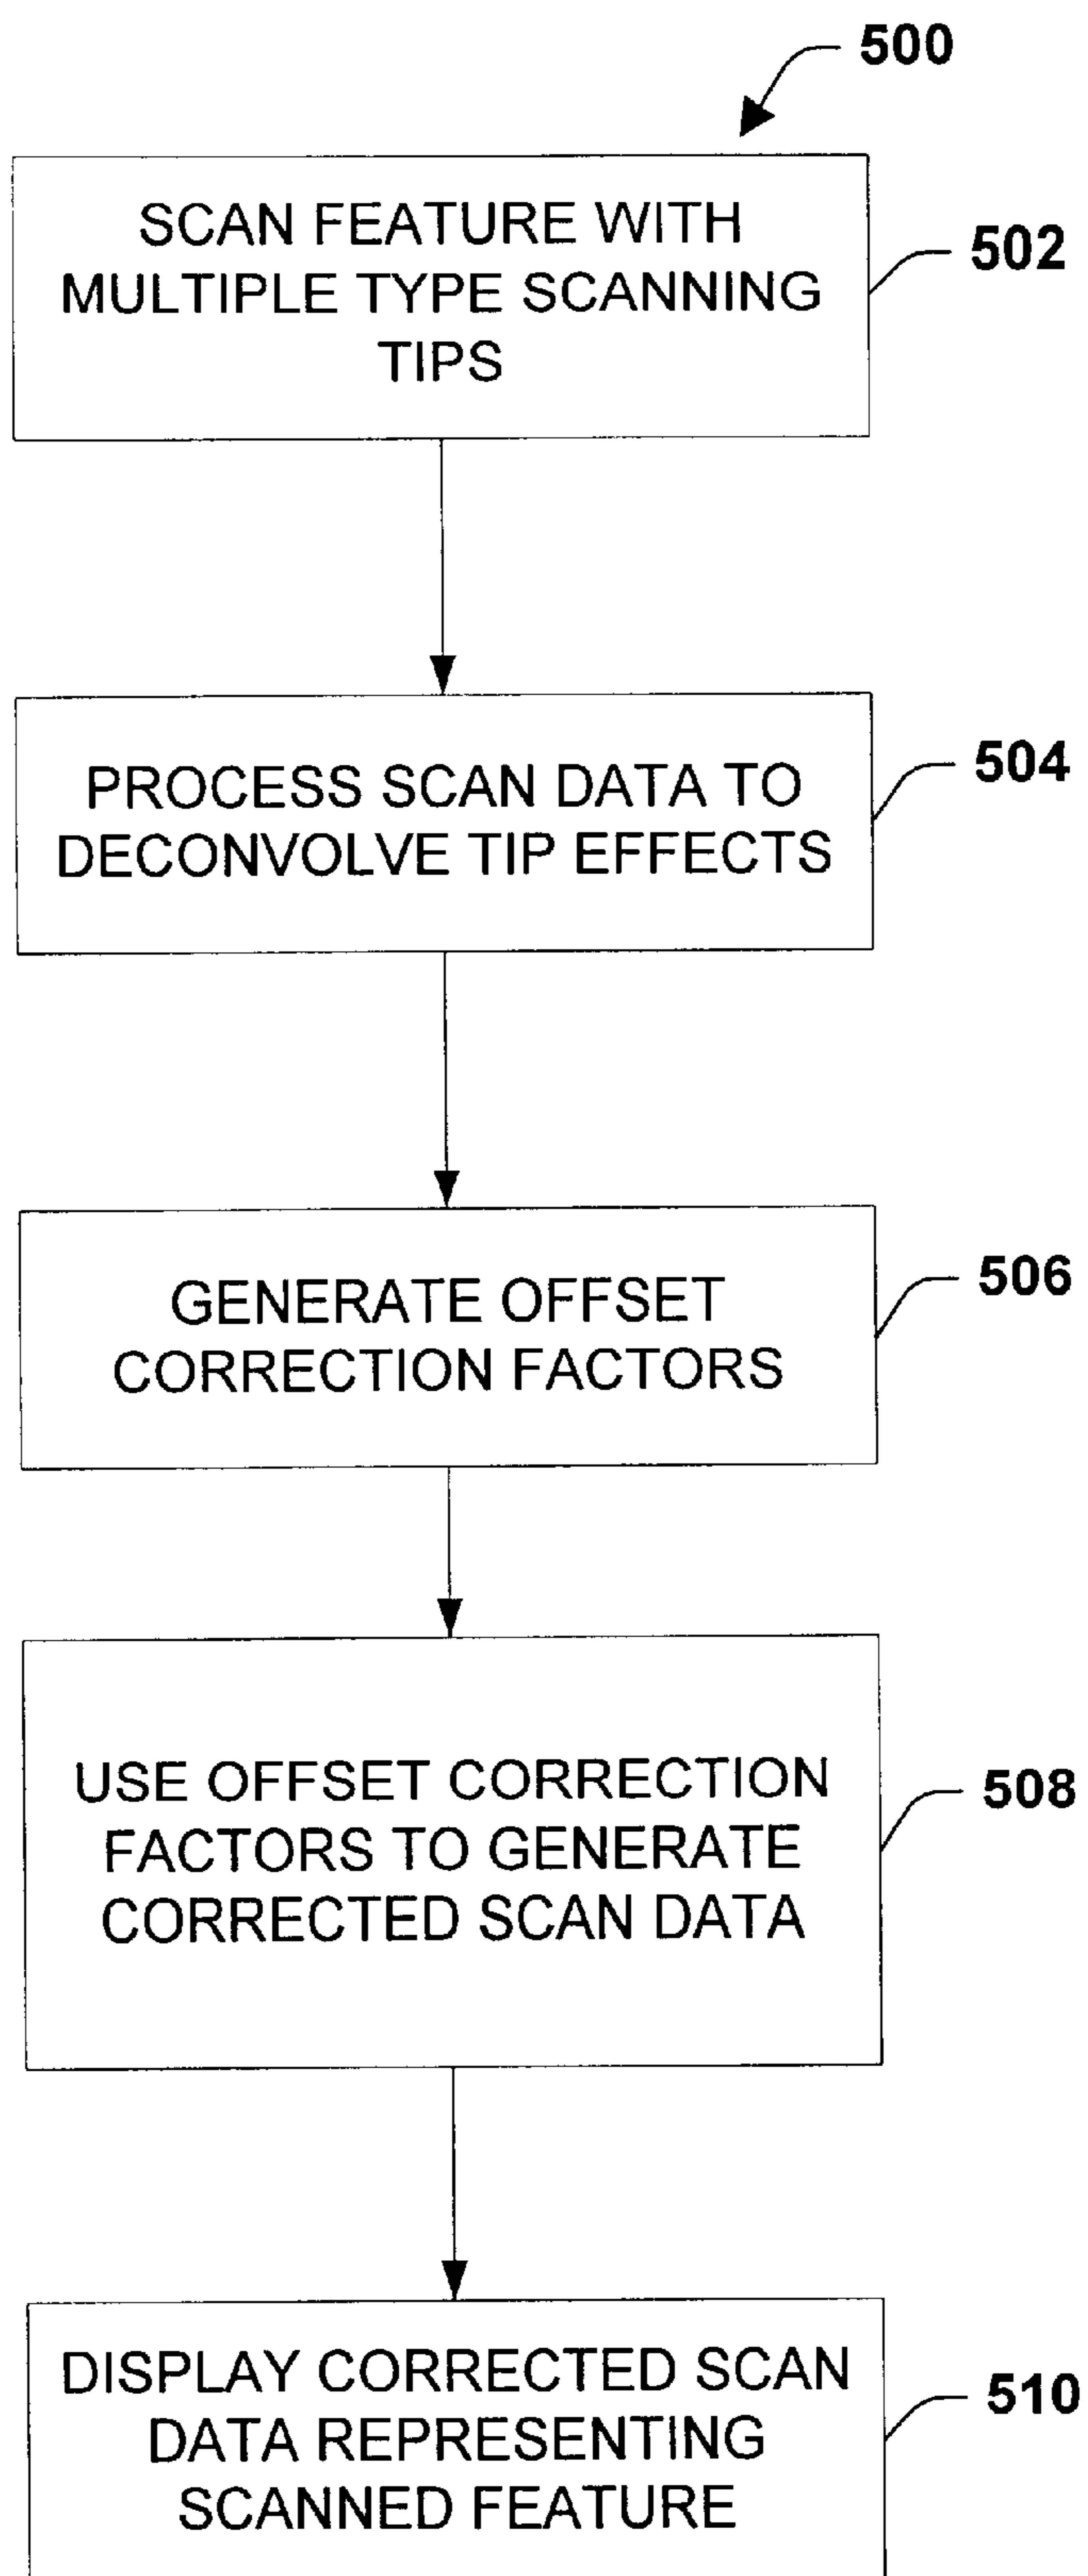 500
SCAN FEATURE WITH
MULTIPLE TYPE SCANNING
TIPS
502
PROCESS SCAN DATA TO
DECONVOLVE TIP EFFECTS
504
GENERATE OFFSET
CORRECTION FACTORS
506
USE OFFSET CORRECTION
FACTORS TO GENERATE
CORRECTED SCAN DATA
508
DISPLAY CORRECTED SCAN
DATA REPRESENTING
SCANNED FEATURE
510